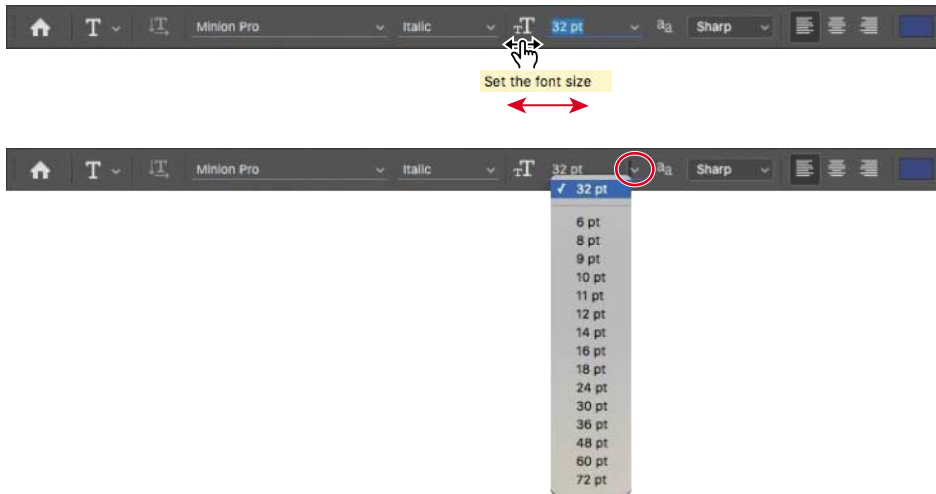 T Minion Pro Italic 32 pt aa Sharp
Set the font size
T Minion Pro Italic 32 pt aa Sharp
✓ 32 pt
6 pt
8 pt
9 pt
10 pt
11 pt
12 pt
14 pt
16 pt
18 pt
24 pt
30 pt
36 pt
48 pt
60 pt
72 pt